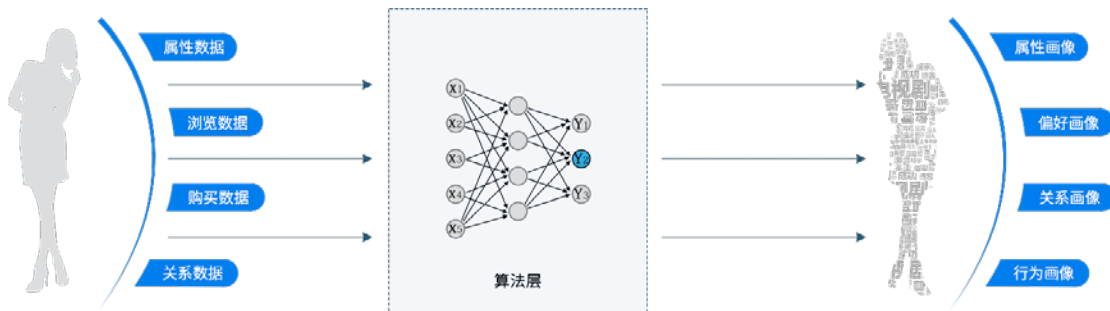 属性数据
浏览数据
购买数据
关系数据
X1
X2
X3
X4
X5
Y1
Y2
Y3
算法层
视剧
属性画像
偏好画像
关系画像
行为画像